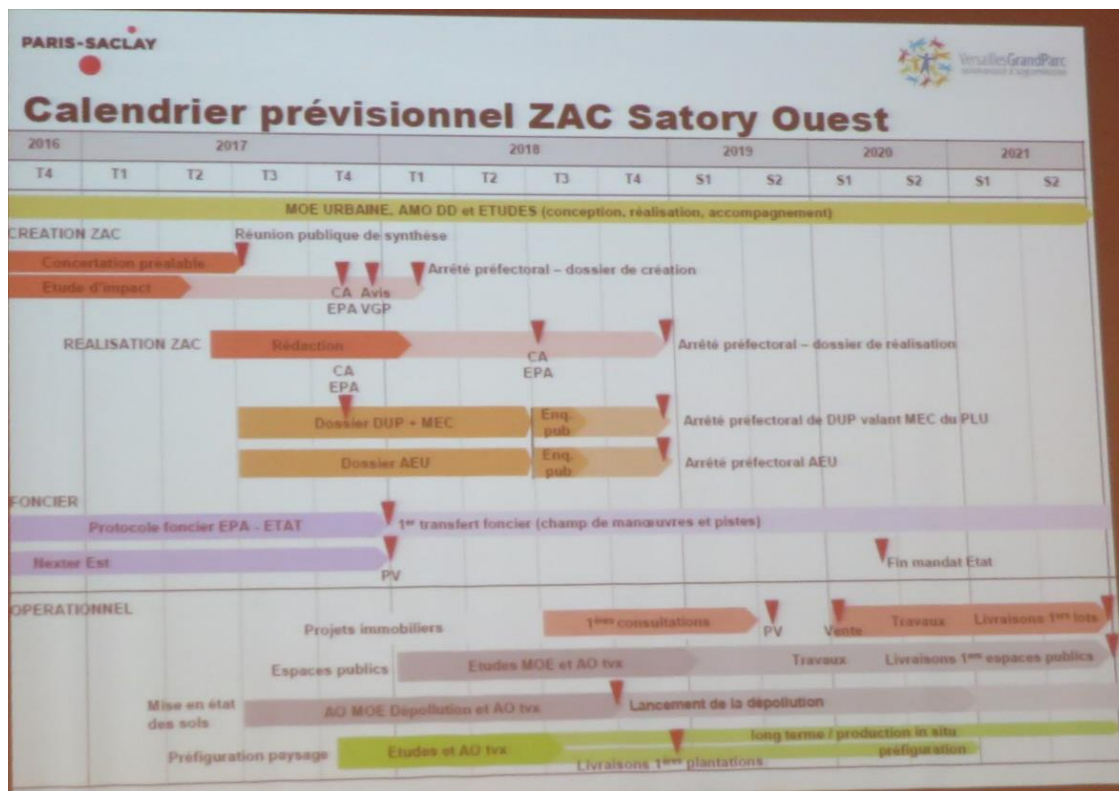 PARIS-SACLAY
VersaillesGrandParc
Calendrier prévisionnel ZAC Satory Ouest
2016 2017 2018 2019 2020 2021
T4 T1 T2 T3 T4 T1 T2 T3 T4 S1 S2 S1 S2 S1 S2
MOE URBAINE, AMO DD et ETUDES (conception, réalisation, accompagnement)
CREATION ZAC
Réunion publique de synthèse
Concertation préalable
Arrêté préfectoral – dossier de création
Etude d'impact
CA Avis
EPA VGP
REALISATION ZAC
Rédaction
Arrêté préfectoral – dossier de réalisation
CA
EPA
CA
EPA
Dossier DUP + MEC
Enq.
pub
Arrêté préfectoral de DUP valant MEC du PLU
Dossier AEU
Enq.
pub
Arrêté préfectoral AEU
FONCIER
Protocole foncier EPA - ETAT
1er transfert foncier (champ de manœuvres et pistes)
Nexter Est
PV
Fin mandat Etat
OPERATIONNEL
Projets immobiliers
1ères consultations
PV
Vente
Travaux
Livraisons 1ers lots
Espaces publics
Etudes MOE et AO tvx
Travaux
Livraisons 1ers espaces publics
Mise en état
des sols
AO MOE Dépollution et AO tvx
Lancement de la dépollution
Préfiguration paysage
Etudes et AO tvx
long terme / production in situ
préfiguration
Livraisons 1ères plantations